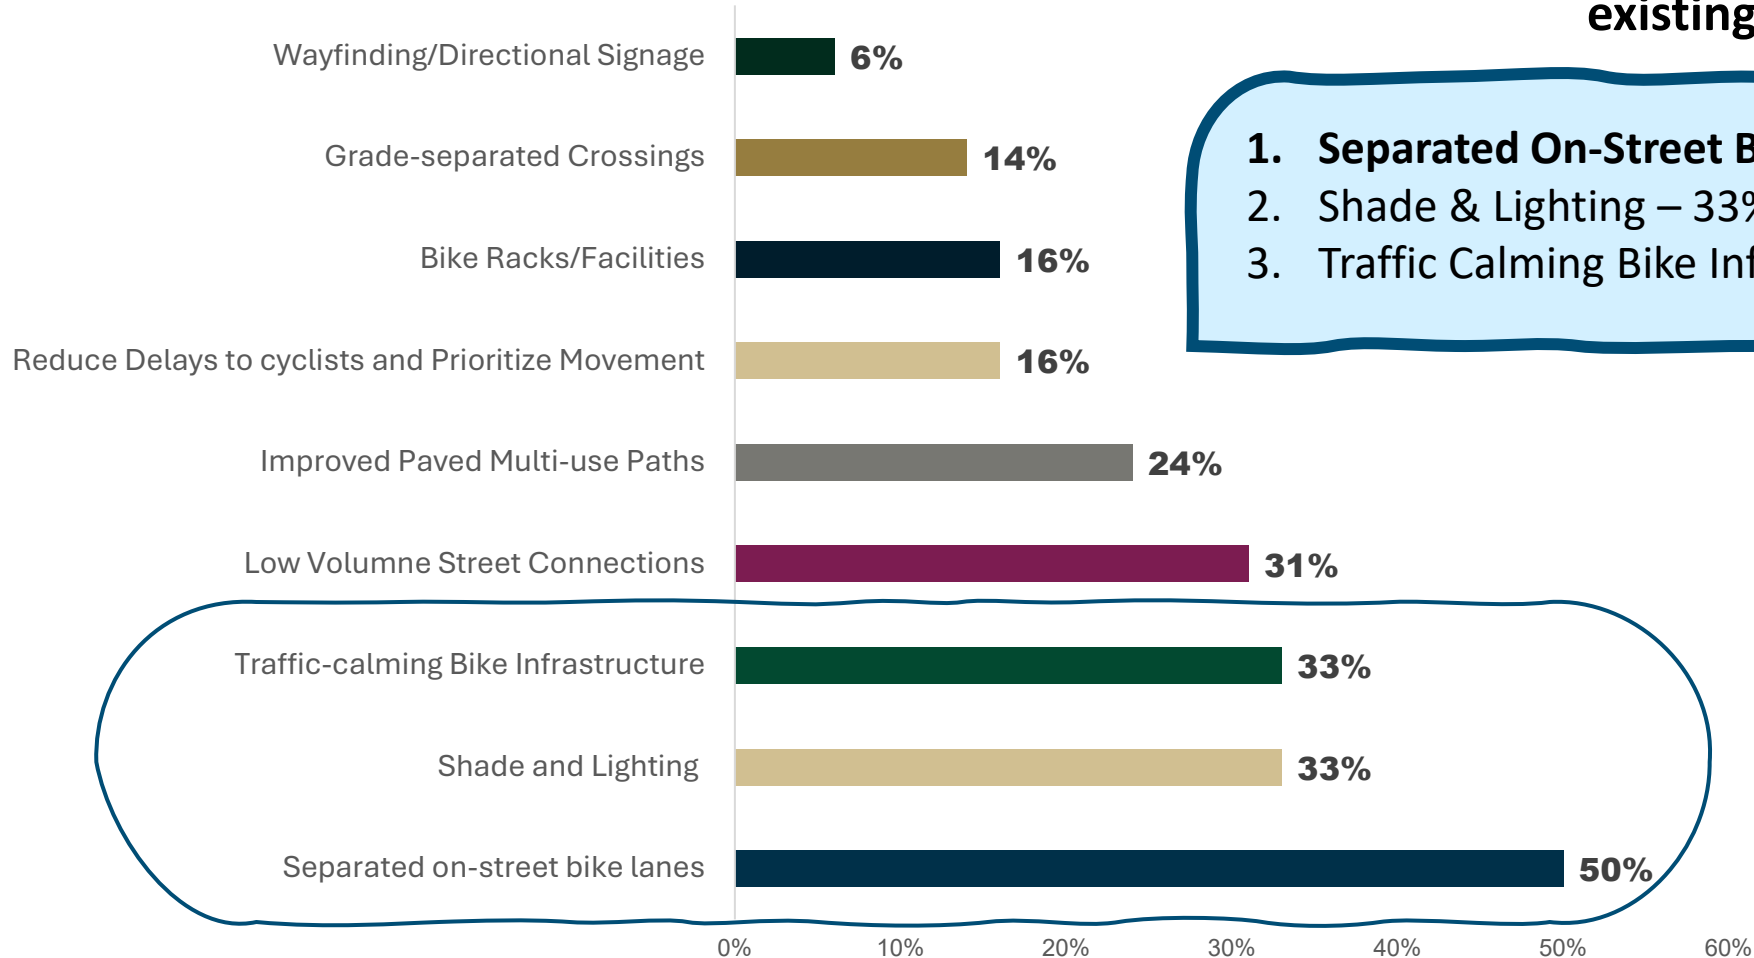 existing
Wayfinding/Directional Signage 6%
1. Separated On-Street B
Grade-separated Crossings 14%
2. Shade & Lighting – 33%
Bike Racks/Facilities 16%
3. Traffic Calming Bike Inf
Reduce Delays to cyclists and Prioritize Movement 16%
Improved Paved Multi-use Paths 24%
Low Volumne Street Connections 31%
Traffic-calming Bike Infrastructure 33%
Shade and Lighting 33%
Separated on-street bike lanes 50%
0% 10% 20% 30% 40% 50% 60%